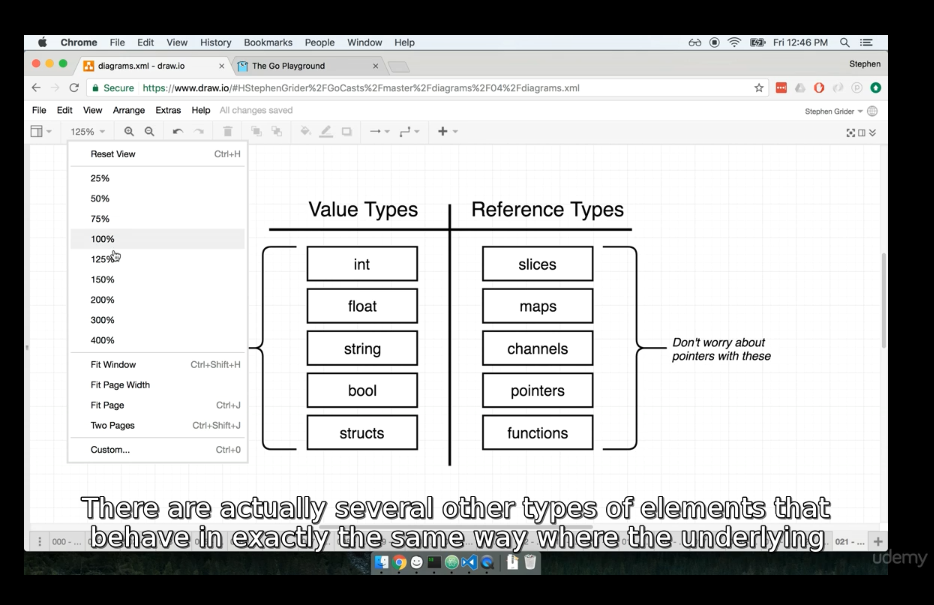 Chrome File Edit View History Bookmarks People Window Help Fri 12:46 PM
diagrams.xml - draw.io × The Go Playground × Stephen
Secure https://www.draw.io/#HStephenGrider%2FGoCasts%2Fmaster%2Fdiagrams%2F04%2Fdiagrams.xml
File Edit View Arrange Extras Help All changes saved Stephen Grider
125%
Reset View Ctrl+H
25%
50%
75%
100%
125%
150%
200%
300%
400%
Fit Window Ctrl+Shift+H
Fit Page Width
Fit Page Ctrl+J
Two Pages Ctrl+Shift+J
Custom... Ctrl+0
Value Types Reference Types
int slices
float maps
string channels
bool pointers
structs functions
Don't worry about
pointers with these
There are actually several other types of elements that
behave in exactly the same way where the underlying
000 - ... 021 - ...
udemy